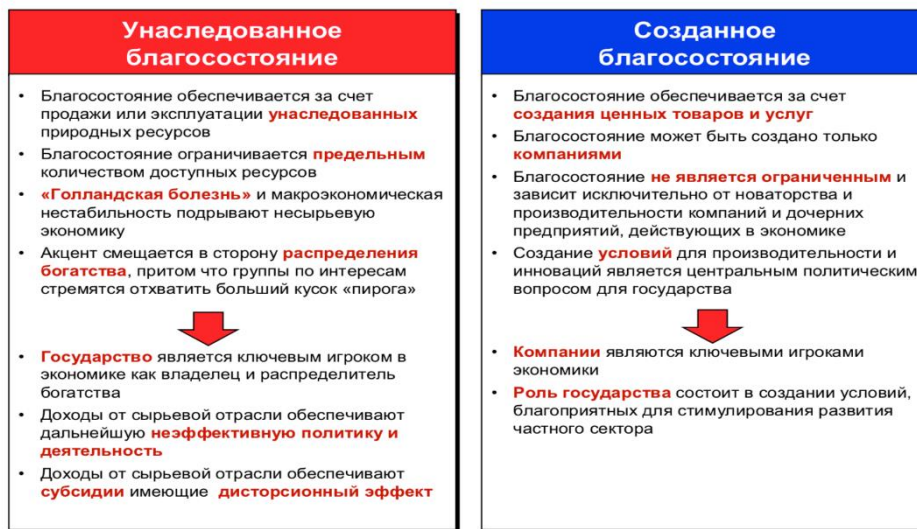 Унаследованное
благосостояние
• Благосостояние обеспечивается за счет
продажи или эксплуатации унаследованных
природных ресурсов
• Благосостояние ограничивается предельным
количеством доступных ресурсов
• «Голландская болезнь» и макроэкономическая
нестабильность подрывают несырьевую
экономику
• Акцент смещается в сторону распределения
богатства, притом что группы по интересам
стремятся отхватить больший кусок «пирога»
• Государство является ключевым игроком в
экономике как владелец и распределитель
богатства
• Доходы от сырьевой отрасли обеспечивают
дальнейшую неэффективную политику и
деятельность
• Доходы от сырьевой отрасли обеспечивают
субсидии имеющие дисторсионный эффект
Созданное
благосостояние
• Благосостояние обеспечивается за счет
создания ценных товаров и услуг
• Благосостояние может быть создано только
компаниями
• Благосостояние не является ограниченным и
зависит исключительно от новаторства и
производительности компаний и дочерних
предприятий, действующих в экономике
• Создание условий для производительности и
инноваций является центральным политическим
вопросом для государства
• Компании являются ключевыми игроками
экономики
• Роль государства состоит в создании условий,
благоприятных для стимулирования развития
частного сектора